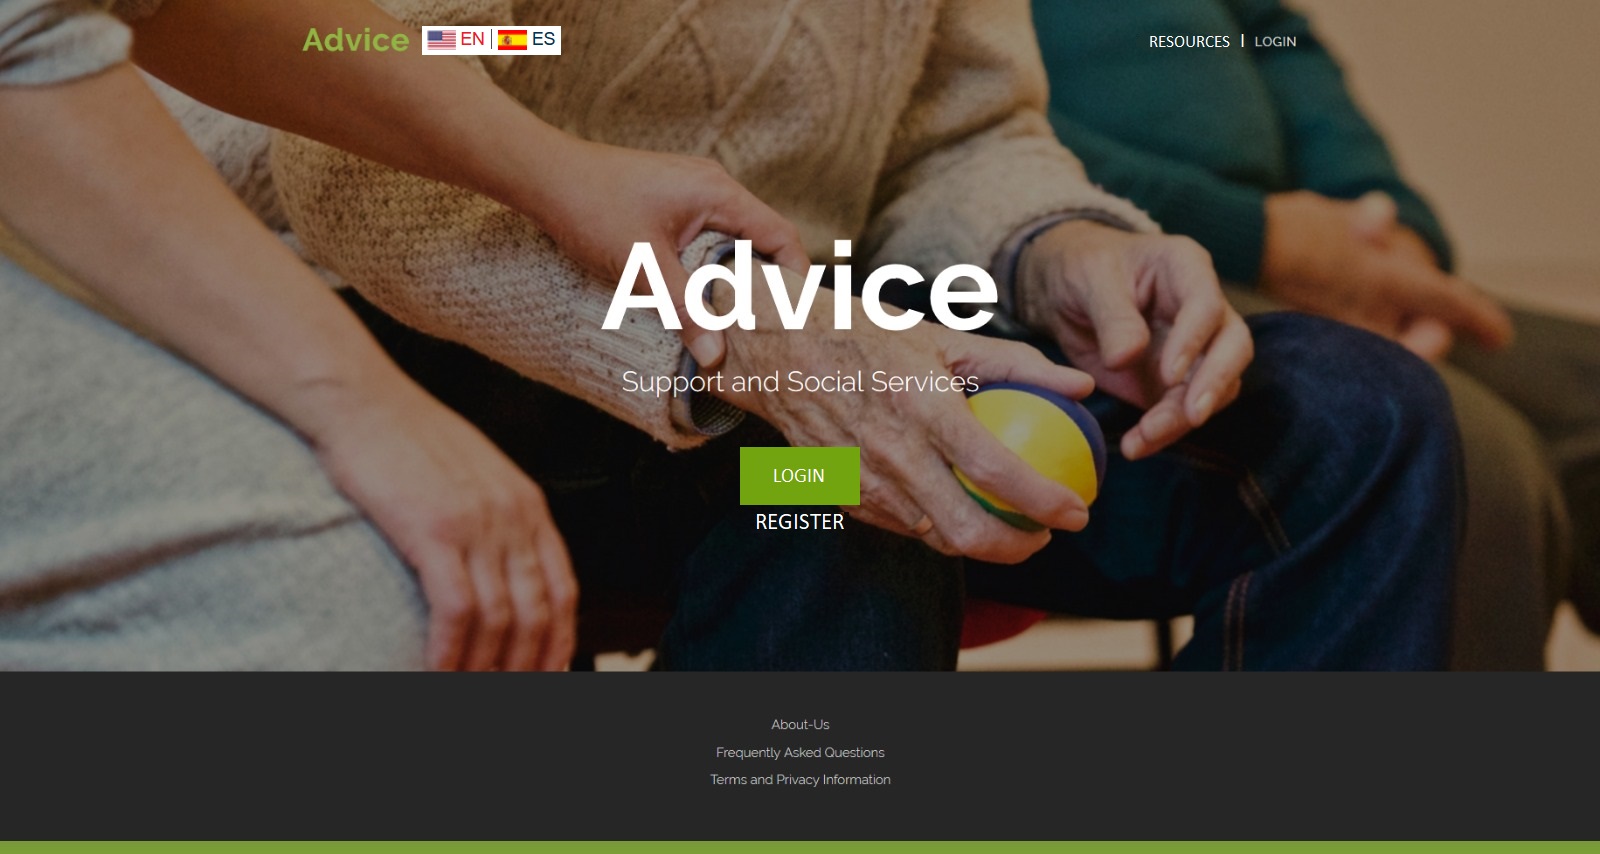 Advice EN | ES RESOURCES | LOGIN
Advice
Support and Social Services
LOGIN
REGISTER
About-Us
Frequently Asked Questions
Terms and Privacy Information